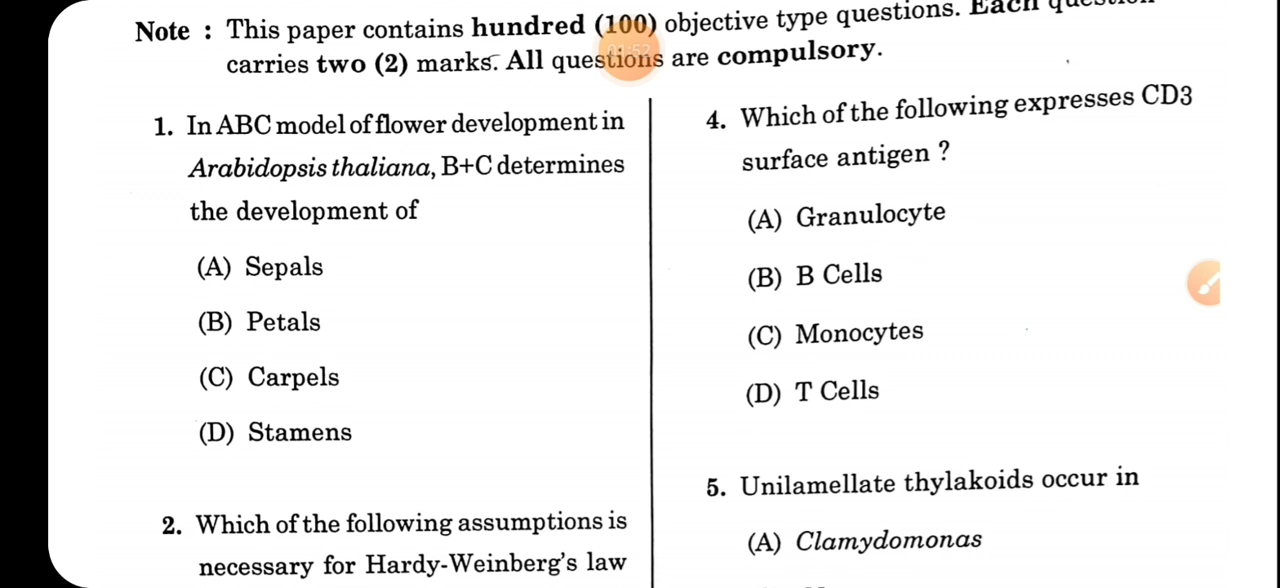 Note : This paper contains hundred (100) objective type questions. Each question
carries two (2) marks. All questions are compulsory.
01:52
1. In ABC model of flower development in
Arabidopsis thaliana, B+C determines
the development of
(A) Sepals
(B) Petals
(C) Carpels
(D) Stamens
2. Which of the following assumptions is
necessary for Hardy-Weinberg's law
4. Which of the following expresses CD3
surface antigen ?
(A) Granulocyte
(B) B Cells
(C) Monocytes
(D) T Cells
5. Unilamellate thylakoids occur in
(A) Clamydomonas